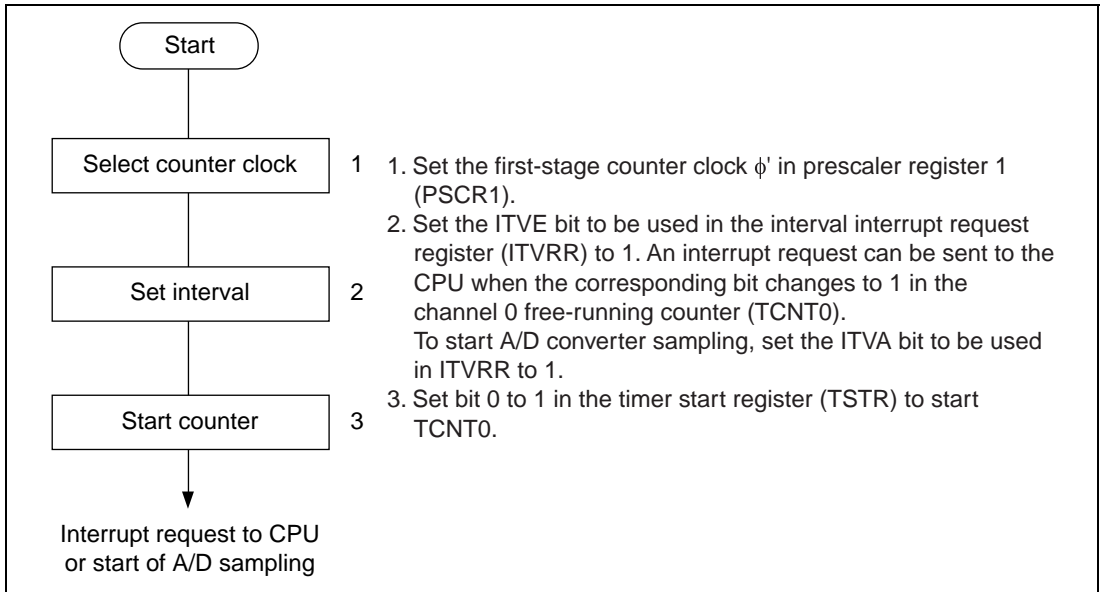 Start
Select counter clock
1
Set interval
2
Start counter
3
Interrupt request to CPU
or start of A/D sampling
1. Set the first-stage counter clock ϕ' in prescaler register 1
(PSCR1).
2. Set the ITVE bit to be used in the interval interrupt request
register (ITVRR) to 1. An interrupt request can be sent to the
CPU when the corresponding bit changes to 1 in the
channel 0 free-running counter (TCNT0).
To start A/D converter sampling, set the ITVA bit to be used
in ITVRR to 1.
3. Set bit 0 to 1 in the timer start register (TSTR) to start
TCNT0.